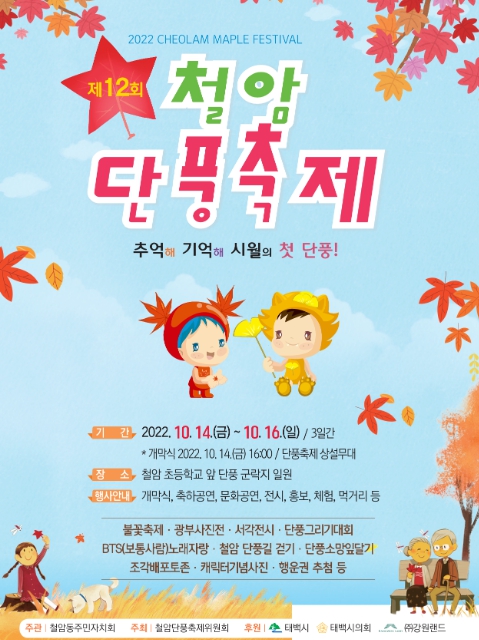 2022 CHEOLAM MAPLE FESTIVAL
제12회
철암
단풍축제
추억해 기억해 시월의 첫 단풍!
기 간 2022. 10. 14.(금) ~ 10. 16.(일) / 3일간
* 개막식 2022. 10. 14.(금) 16:00 / 단풍축제 상설무대
장 소 철암 초등학교 앞 단풍 군락지 일원
행사안내 개막식, 축하공연, 문화공연, 전시, 홍보, 체험, 먹거리 등
불꽃축제 · 광부사진전 · 서각전시 · 단풍그리기대회
BTS(보통사람)노래자랑 · 철암 단풍길 걷기 · 단풍소망잎달기
조각배포토존 · 캐릭터기념사진 · 행운권 추첨 등
주관 | 철암동주민자치회 주최 | 철암단풍축제위원회 후원 | 태백시 태백시의회 ㈜강원랜드